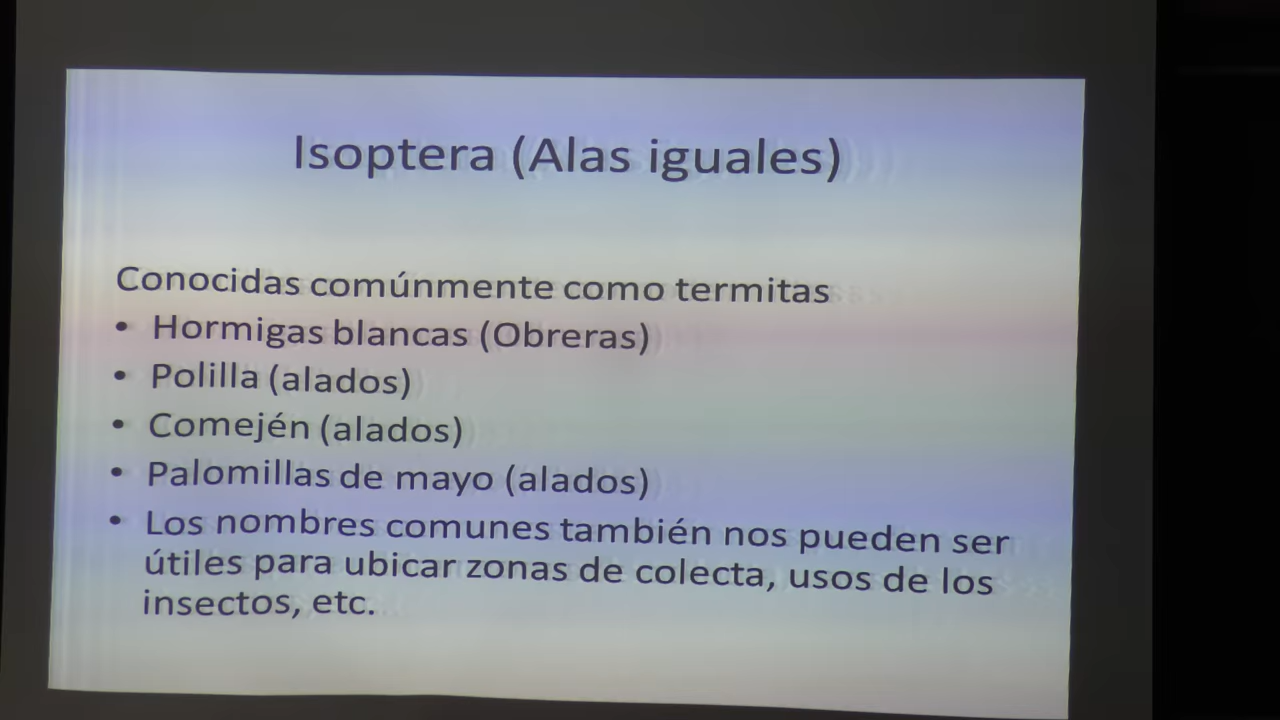 Isoptera (Alas iguales)
Conocidas comúnmente como termitas
• Hormigas blancas (Obreras)
• Polilla (alados)
• Comején (alados)
• Palomillas de mayo (alados)
• Los nombres comunes también nos pueden ser
útiles para ubicar zonas de colecta, usos de los
insectos, etc.